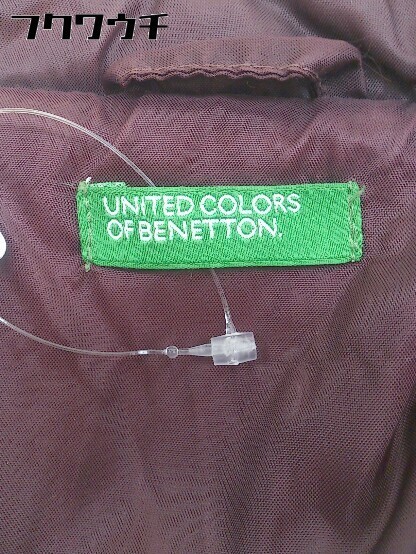 フクワウチ
UNITED COLORS
OF BENETTON.